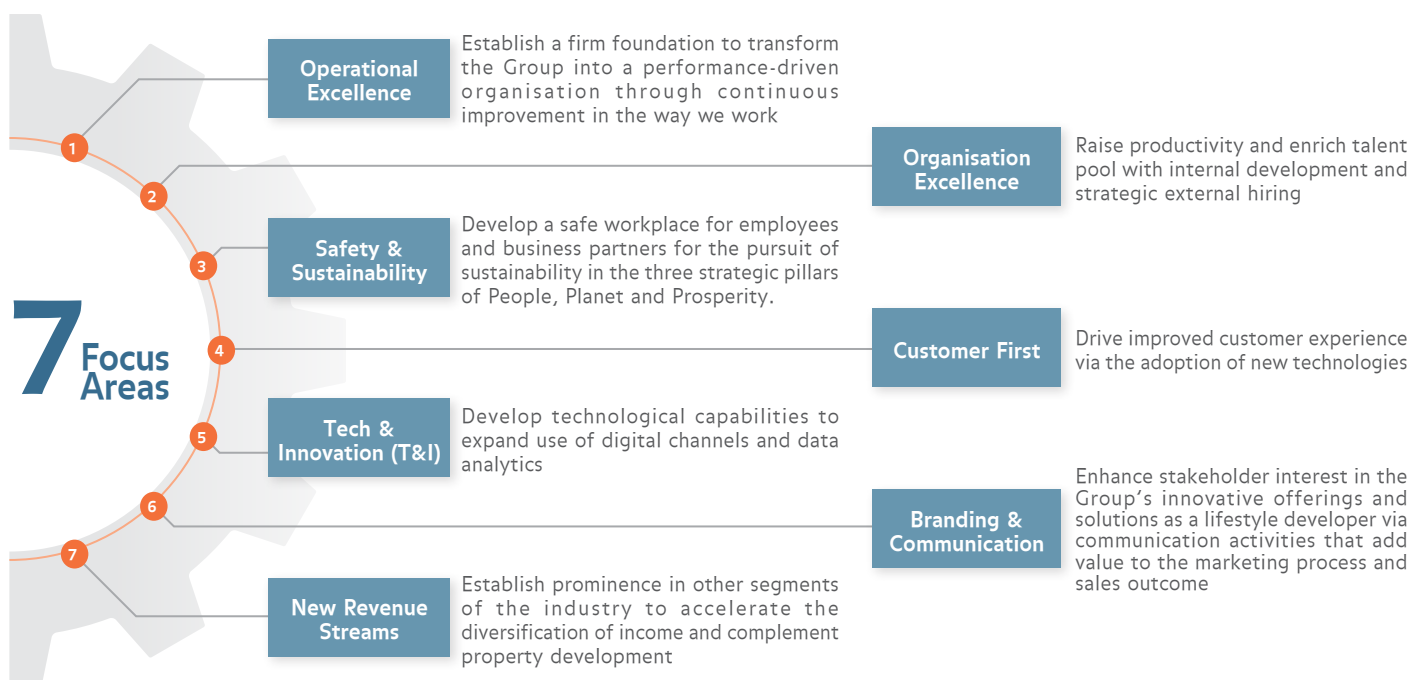 7 Focus
Areas
1
Operational
Excellence
Establish a firm foundation to transform
the Group into a performance-driven
organisation through continuous
improvement in the way we work
2
Organisation
Excellence
Raise productivity and enrich talent
pool with internal development and
strategic external hiring
3
Safety &
Sustainability
Develop a safe workplace for employees
and business partners for the pursuit of
sustainability in the three strategic pillars
of People, Planet and Prosperity.
4
Customer First
Drive improved customer experience
via the adoption of new technologies
5
Tech &
Innovation (T&I)
Develop technological capabilities to
expand use of digital channels and data
analytics
6
Branding &
Communication
Enhance stakeholder interest in the
Group’s innovative offerings and
solutions as a lifestyle developer via
communication activities that add
value to the marketing process and
sales outcome
7
New Revenue
Streams
Establish prominence in other segments
of the industry to accelerate the
diversification of income and complement
property development